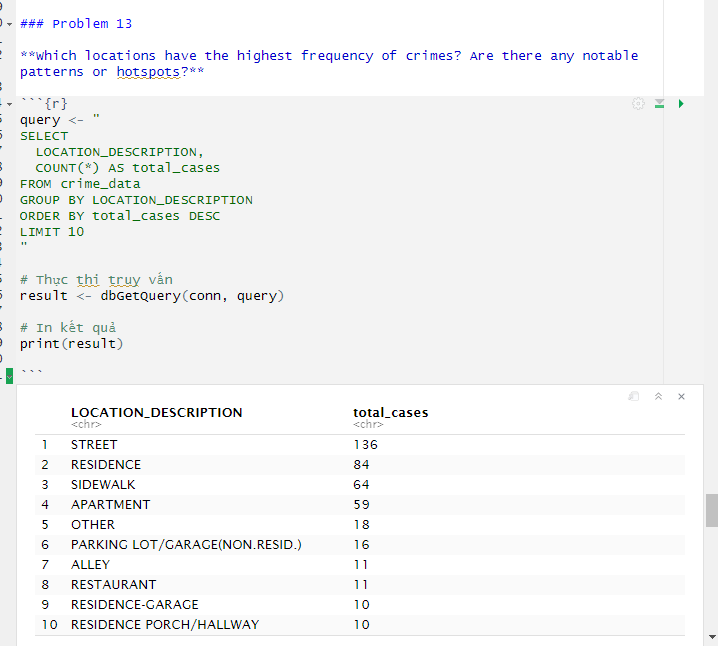 ### Problem 13
**Which locations have the highest frequency of crimes? Are there any notable
patterns or hotspots?**
```{r}
query <- "
SELECT
LOCATION_DESCRIPTION,
COUNT(*) AS total_cases
FROM crime_data
GROUP BY LOCATION_DESCRIPTION
ORDER BY total_cases DESC
LIMIT 10
"
# Thực thi truy vấn
result <- dbGetQuery(conn, query)
# In kết quả
print(result)
```
LOCATION_DESCRIPTION total_cases
<chr> <chr>
1 STREET 136
2 RESIDENCE 84
3 SIDEWALK 64
4 APARTMENT 59
5 OTHER 18
6 PARKING LOT/GARAGE(NON.RESID.) 16
7 ALLEY 11
8 RESTAURANT 11
9 RESIDENCE-GARAGE 10
10 RESIDENCE PORCH/HALLWAY 10